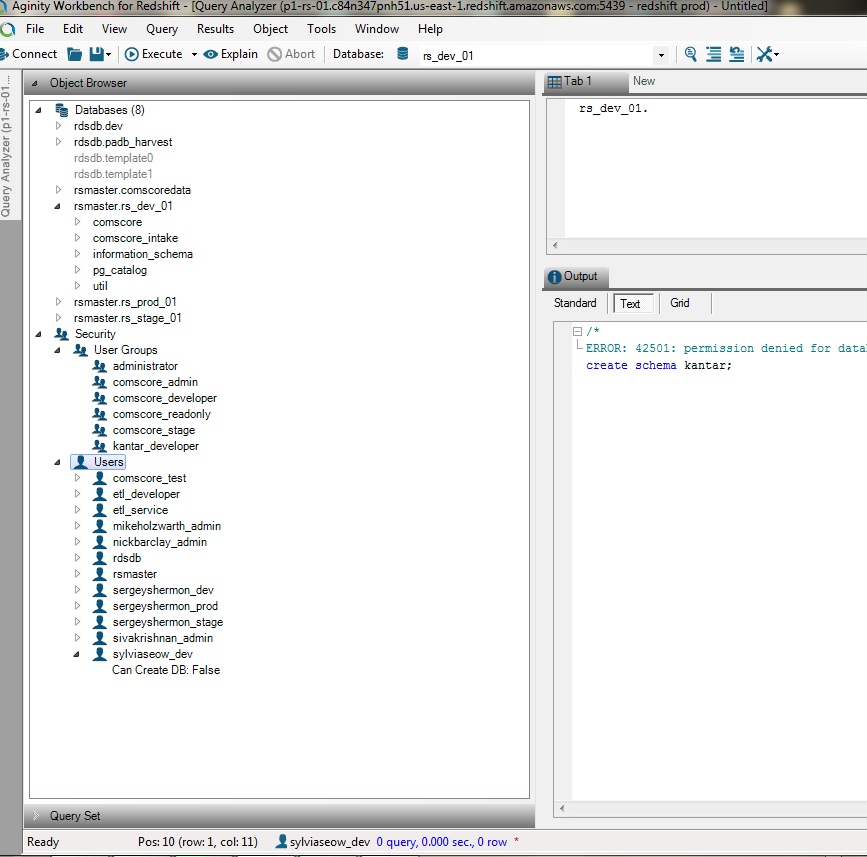 Aginity Workbench for Redshift - [Query Analyzer (p1-rs-01.c84n347pnh51.us-east-1.redshift.amazonaws.com:5439 - redshift prod) - Untitled]
File Edit View Query Results Object Tools Window Help
Connect Execute Explain Abort Database: rs_dev_01
Query Analyzer (p1-rs-01....
Object Browser
Databases (8)
rdsdb.dev
rdsdb.padb_harvest
rdsdb.template0
rdsdb.template1
rsmaster.comscoredata
rsmaster.rs_dev_01
comscore
comscore_intake
information_schema
pg_catalog
util
rsmaster.rs_prod_01
rsmaster.rs_stage_01
Security
User Groups
administrator
comscore_admin
comscore_developer
comscore_readonly
comscore_stage
kantar_developer
Users
comscore_test
etl_developer
etl_service
mikeholzwarth_admin
nickbarclay_admin
rdsdb
rsmaster
sergeyshermon_dev
sergeyshermon_prod
sergeyshermon_stage
sivakrishnan_admin
sylviaseow_dev
Can Create DB: False
Query Set
Tab 1 New
rs_dev_01.
Output
Standard Text Grid
/*
ERROR: 42501: permission denied for data
create schema kantar;
Ready Pos: 10 (row: 1, col: 11) sylviaseow_dev 0 query, 0.000 sec., 0 row *